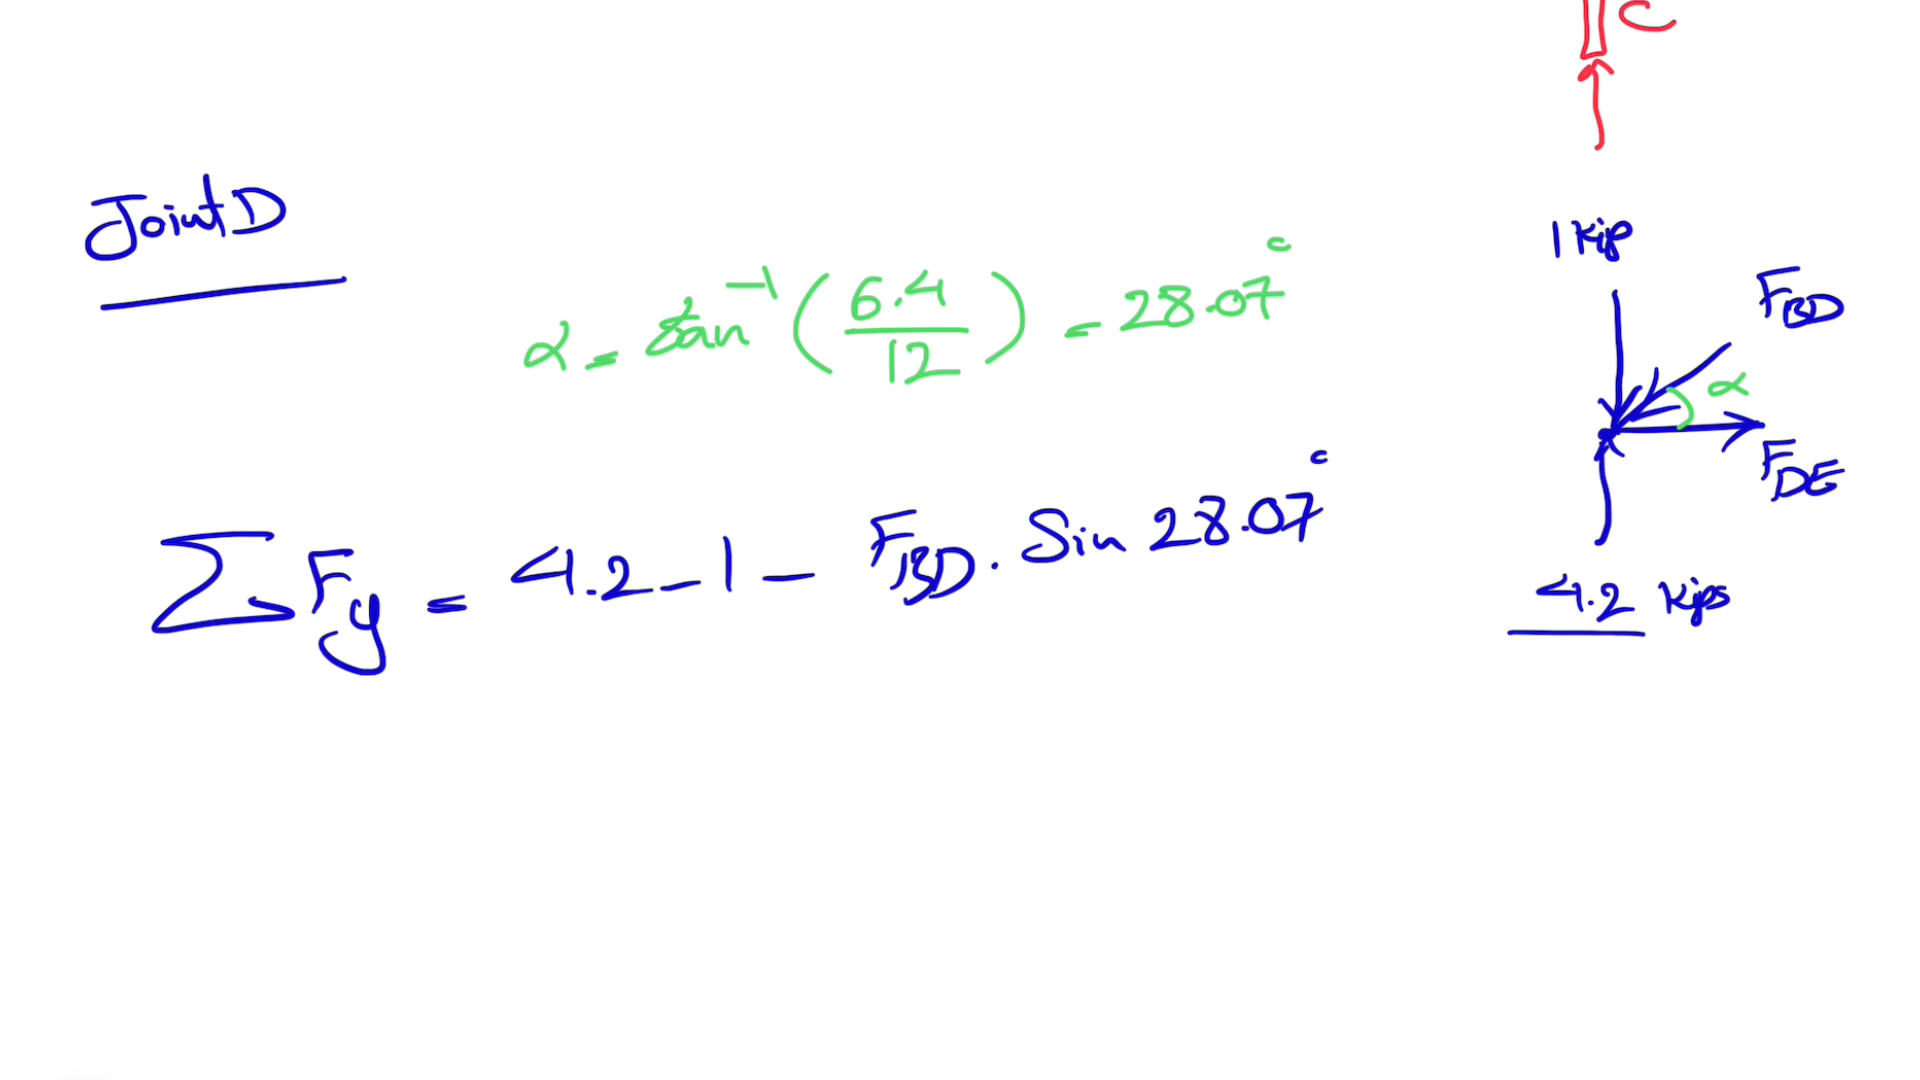 C
Joint D
1 kip
α = tan⁻¹ (6.4/12) = 28.07°
F_BD
α
F_DE
∑F_y = 4.2 - 1 - F_BD . Sin 28.07°
4.2 kips